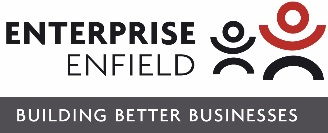 ENTERPRISE
ENFIELD
BUILDING BETTER BUSINESSES